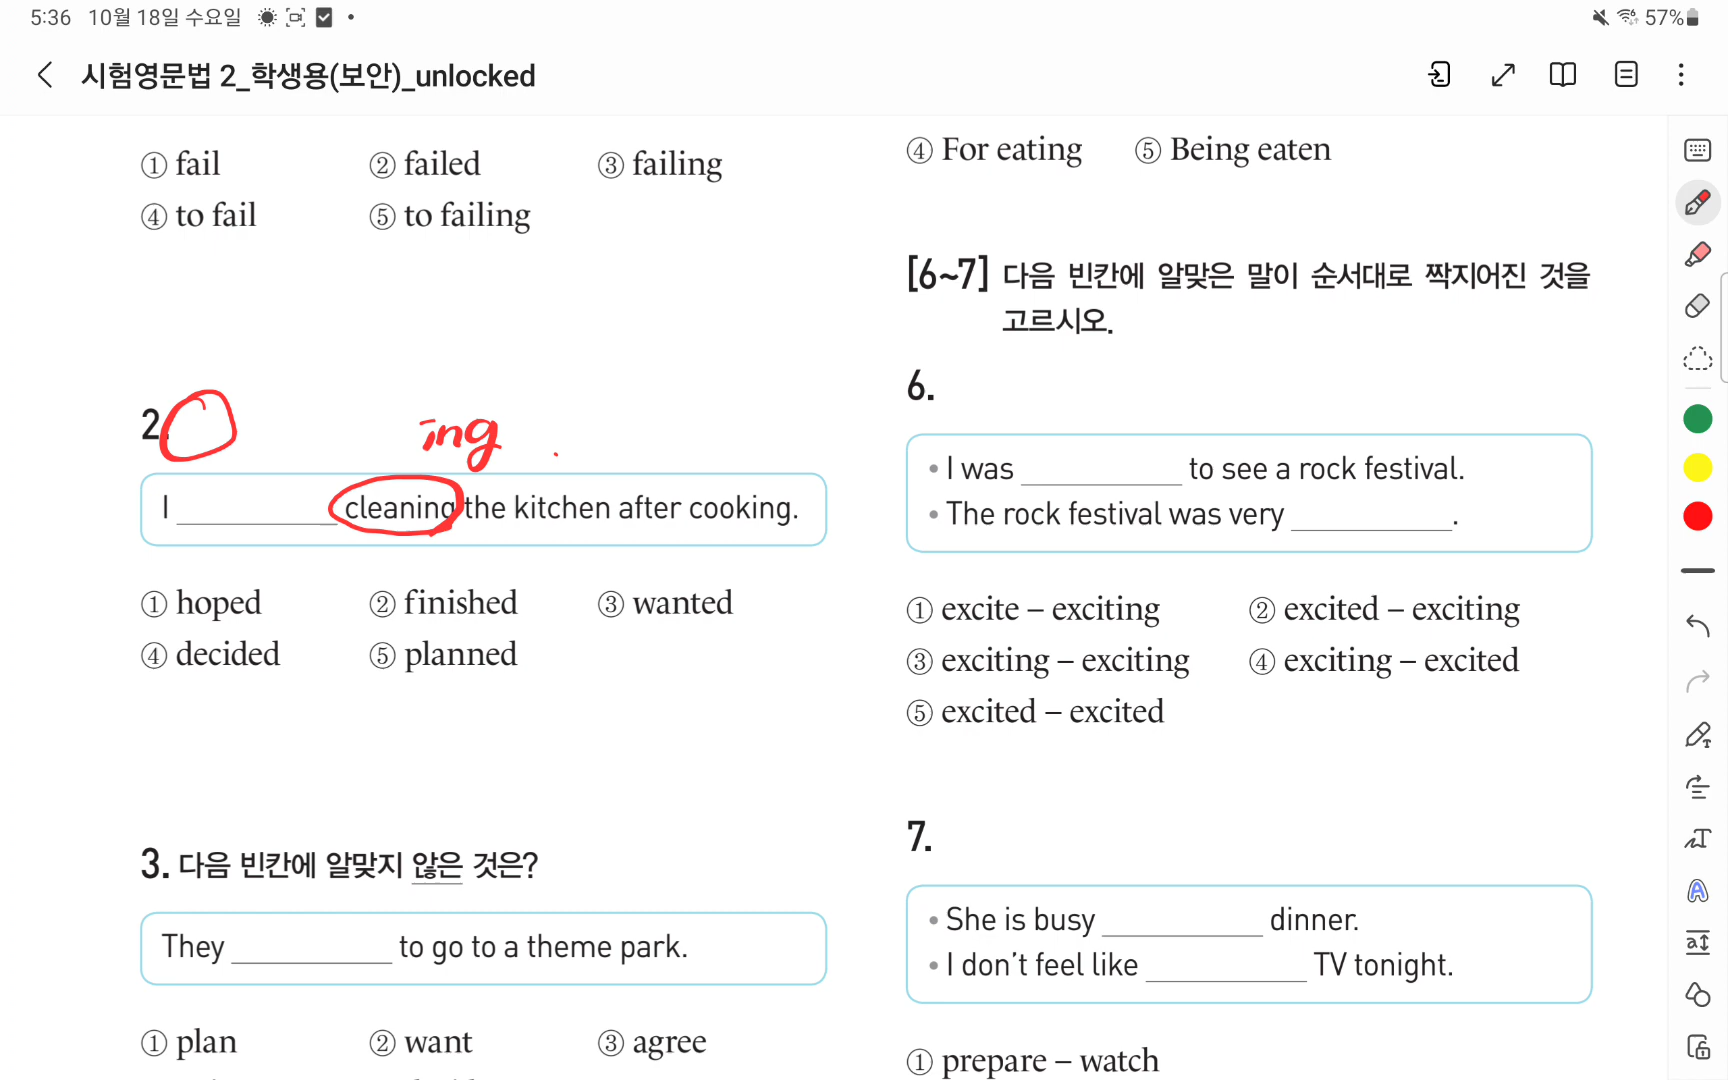 5:36 10월 18일 수요일
57%
시험영문법 2_학생용(보안)_unlocked
① fail ② failed ③ failing
④ to fail ⑤ to failing
2.
ing
I ____________ cleaning the kitchen after cooking.
① hoped ② finished ③ wanted
④ decided ⑤ planned
3. 다음 빈칸에 알맞지 않은 것은?
They ____________ to go to a theme park.
① plan ② want ③ agree
④ For eating ⑤ Being eaten
[6~7] 다음 빈칸에 알맞은 말이 순서대로 짝지어진 것을
고르시오.
6.
• I was ____________ to see a rock festival.
• The rock festival was very ____________.
① excite – exciting ② excited – exciting
③ exciting – exciting ④ exciting – excited
⑤ excited – excited
7.
• She is busy ____________ dinner.
• I don't feel like ____________ TV tonight.
① prepare – watch